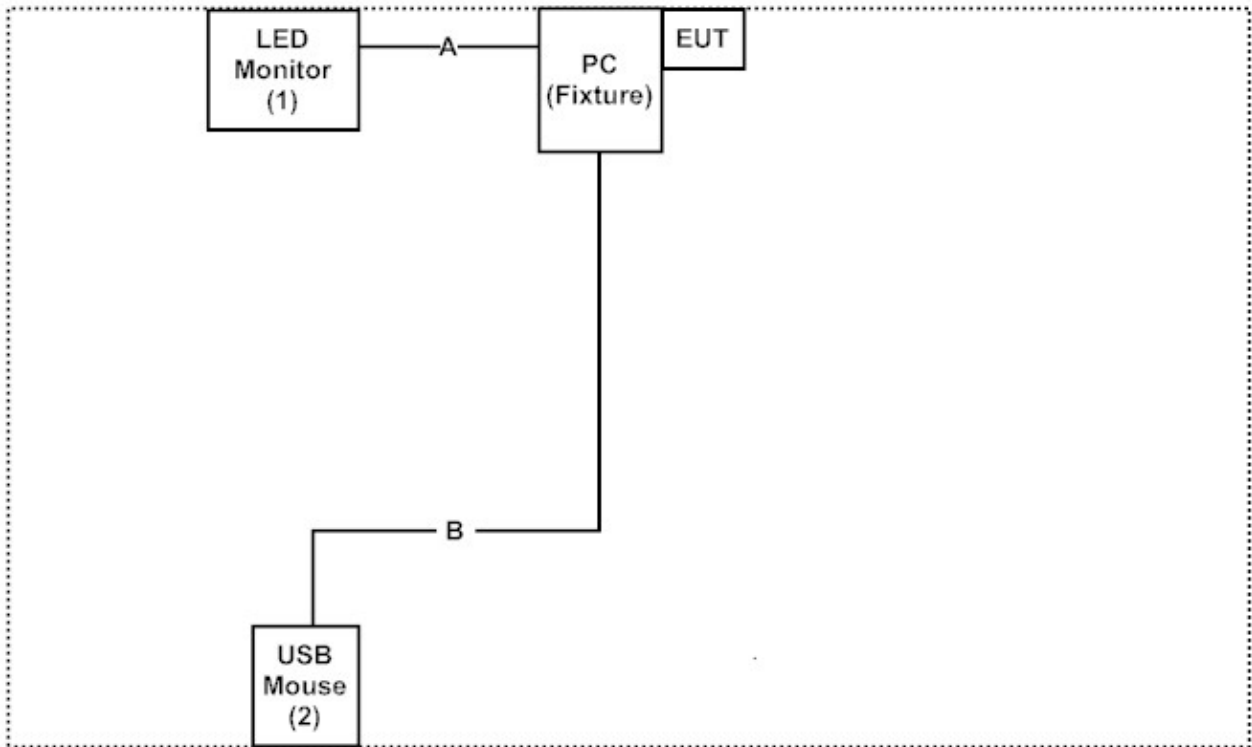 LED
Monitor
(1)
A
PC
(Fixture)
EUT
B
USB
Mouse
(2)